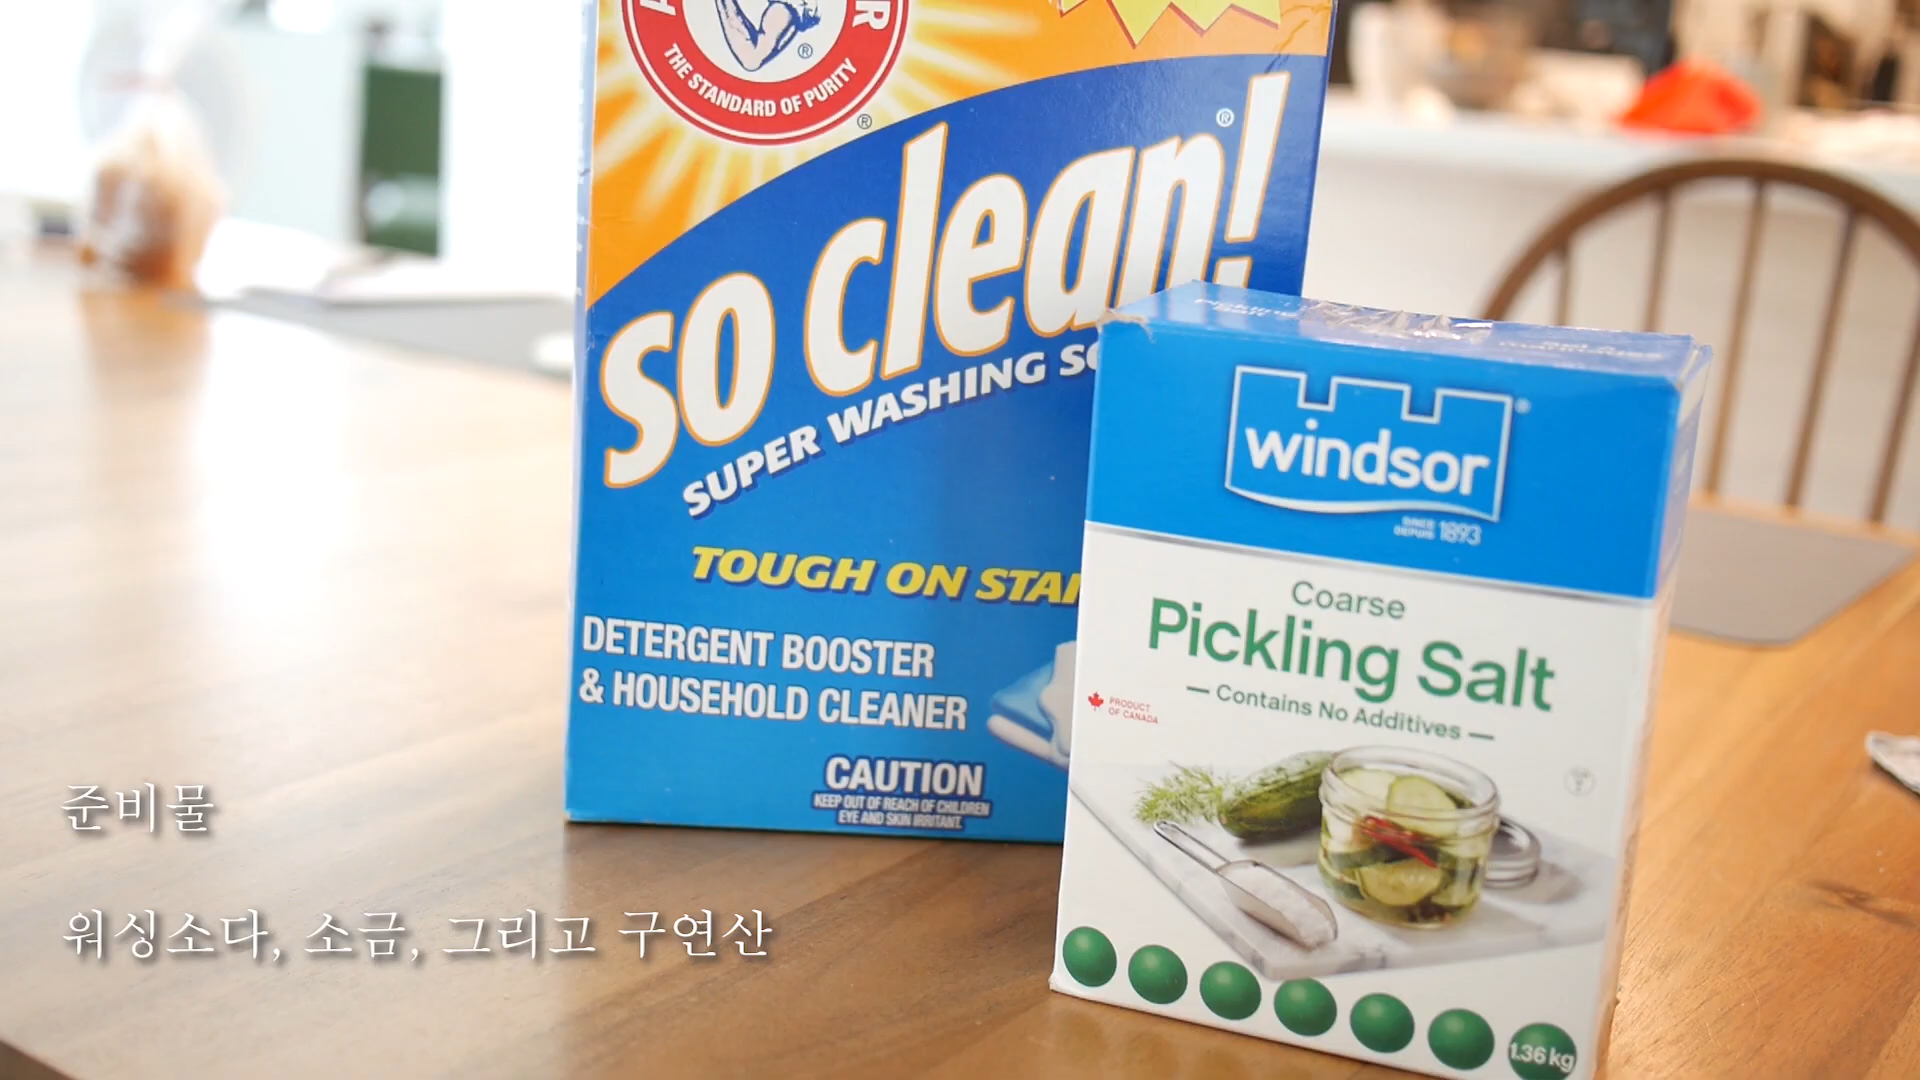 THE STANDARD OF PURITY
so clean!
SUPER WASHING
TOUGH ON
DETERGENT BOOSTER
& HOUSEHOLD CLEANER
CAUTION
KEEP OUT OF REACH OF CHILDREN
EYE AND SKIN IRRITANT.
windsor
SINCE
DEPUIS 1893
Coarse
Pickling Salt
— Contains No Additives —
PRODUCT
OF CANADA
1.36 kg
준비물
워싱소다, 소금, 그리고 구연산